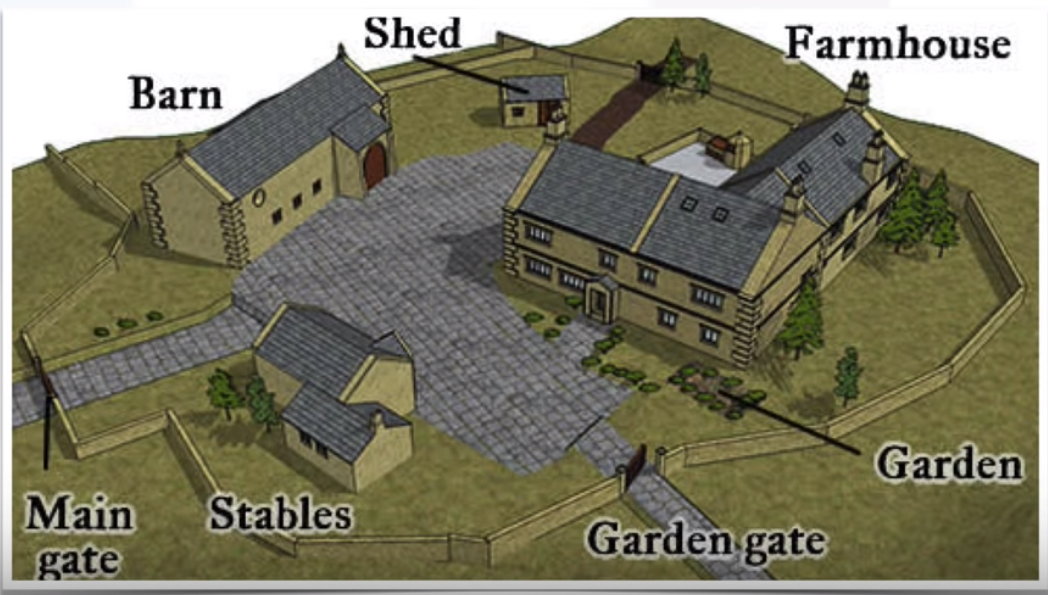 Shed
Farmhouse
Barn
Garden
Main
gate
Stables
Garden gate